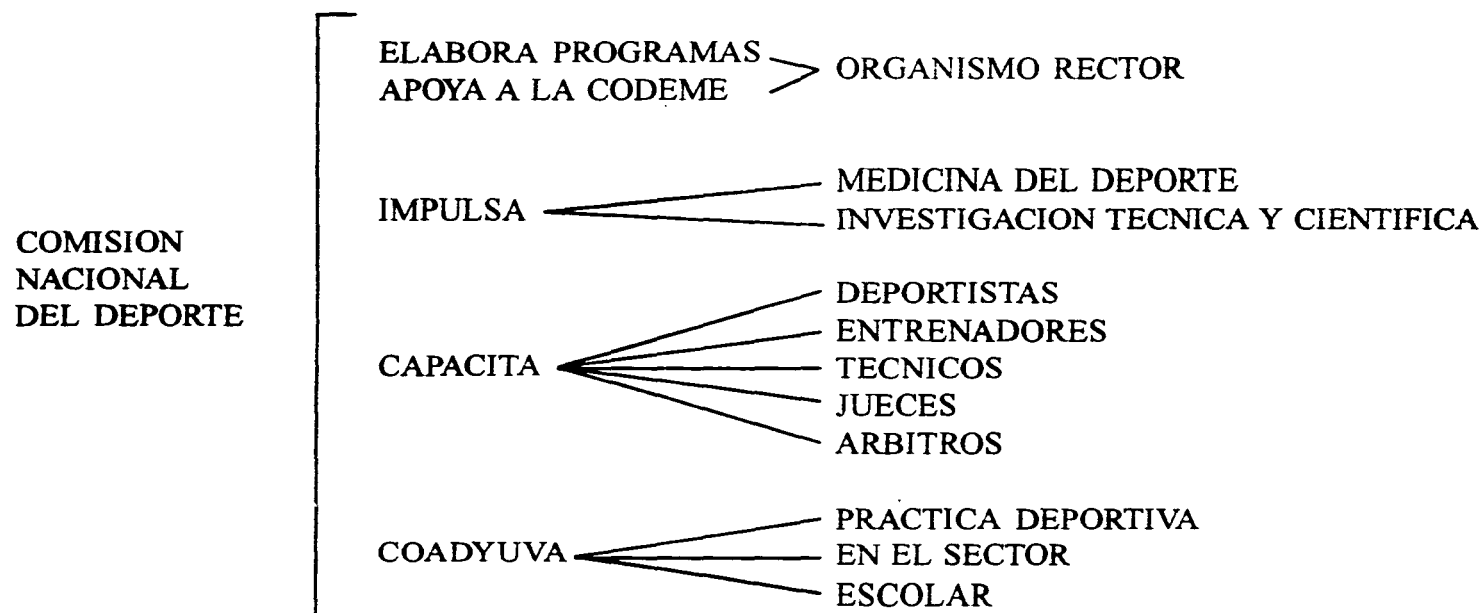 COMISION
NACIONAL
DEL DEPORTE
ELABORA PROGRAMAS
APOYA A LA CODEME
ORGANISMO RECTOR
IMPULSA
MEDICINA DEL DEPORTE
INVESTIGACION TECNICA Y CIENTIFICA
CAPACITA
DEPORTISTAS
ENTRENADORES
TECNICOS
JUECES
ARBITROS
COADYUVA
PRACTICA DEPORTIVA
EN EL SECTOR
ESCOLAR